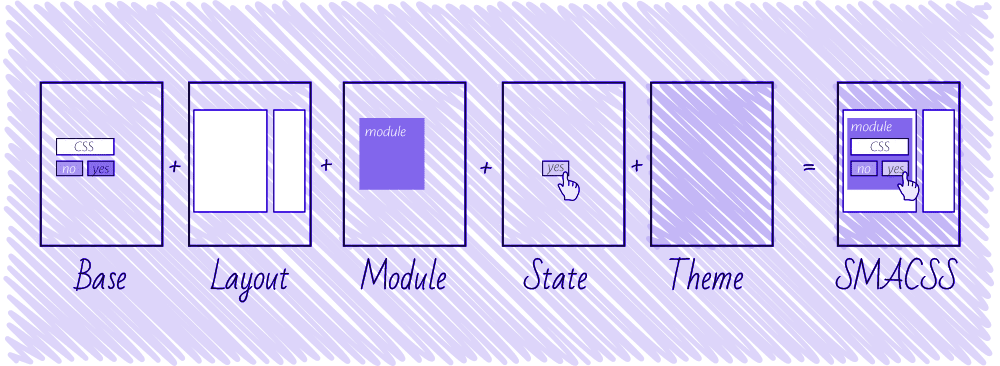 CSS
no yes
+
+
module
+
yes
+
=
module
CSS
no yes
Base
Layout
Module
State
Theme
SMACSS